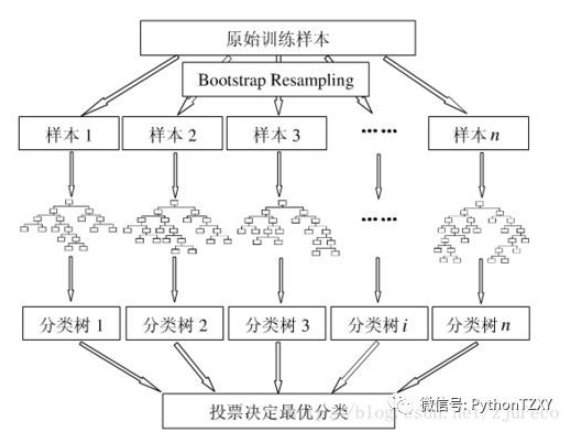 原始训练样本
Bootstrap Resampling
样本 1
样本 2
样本 3
……
样本 n
……
分类树 1
分类树 2
分类树 3
分类树 i
分类树 n
投票决定最优分类
微信号: PythonTZXY